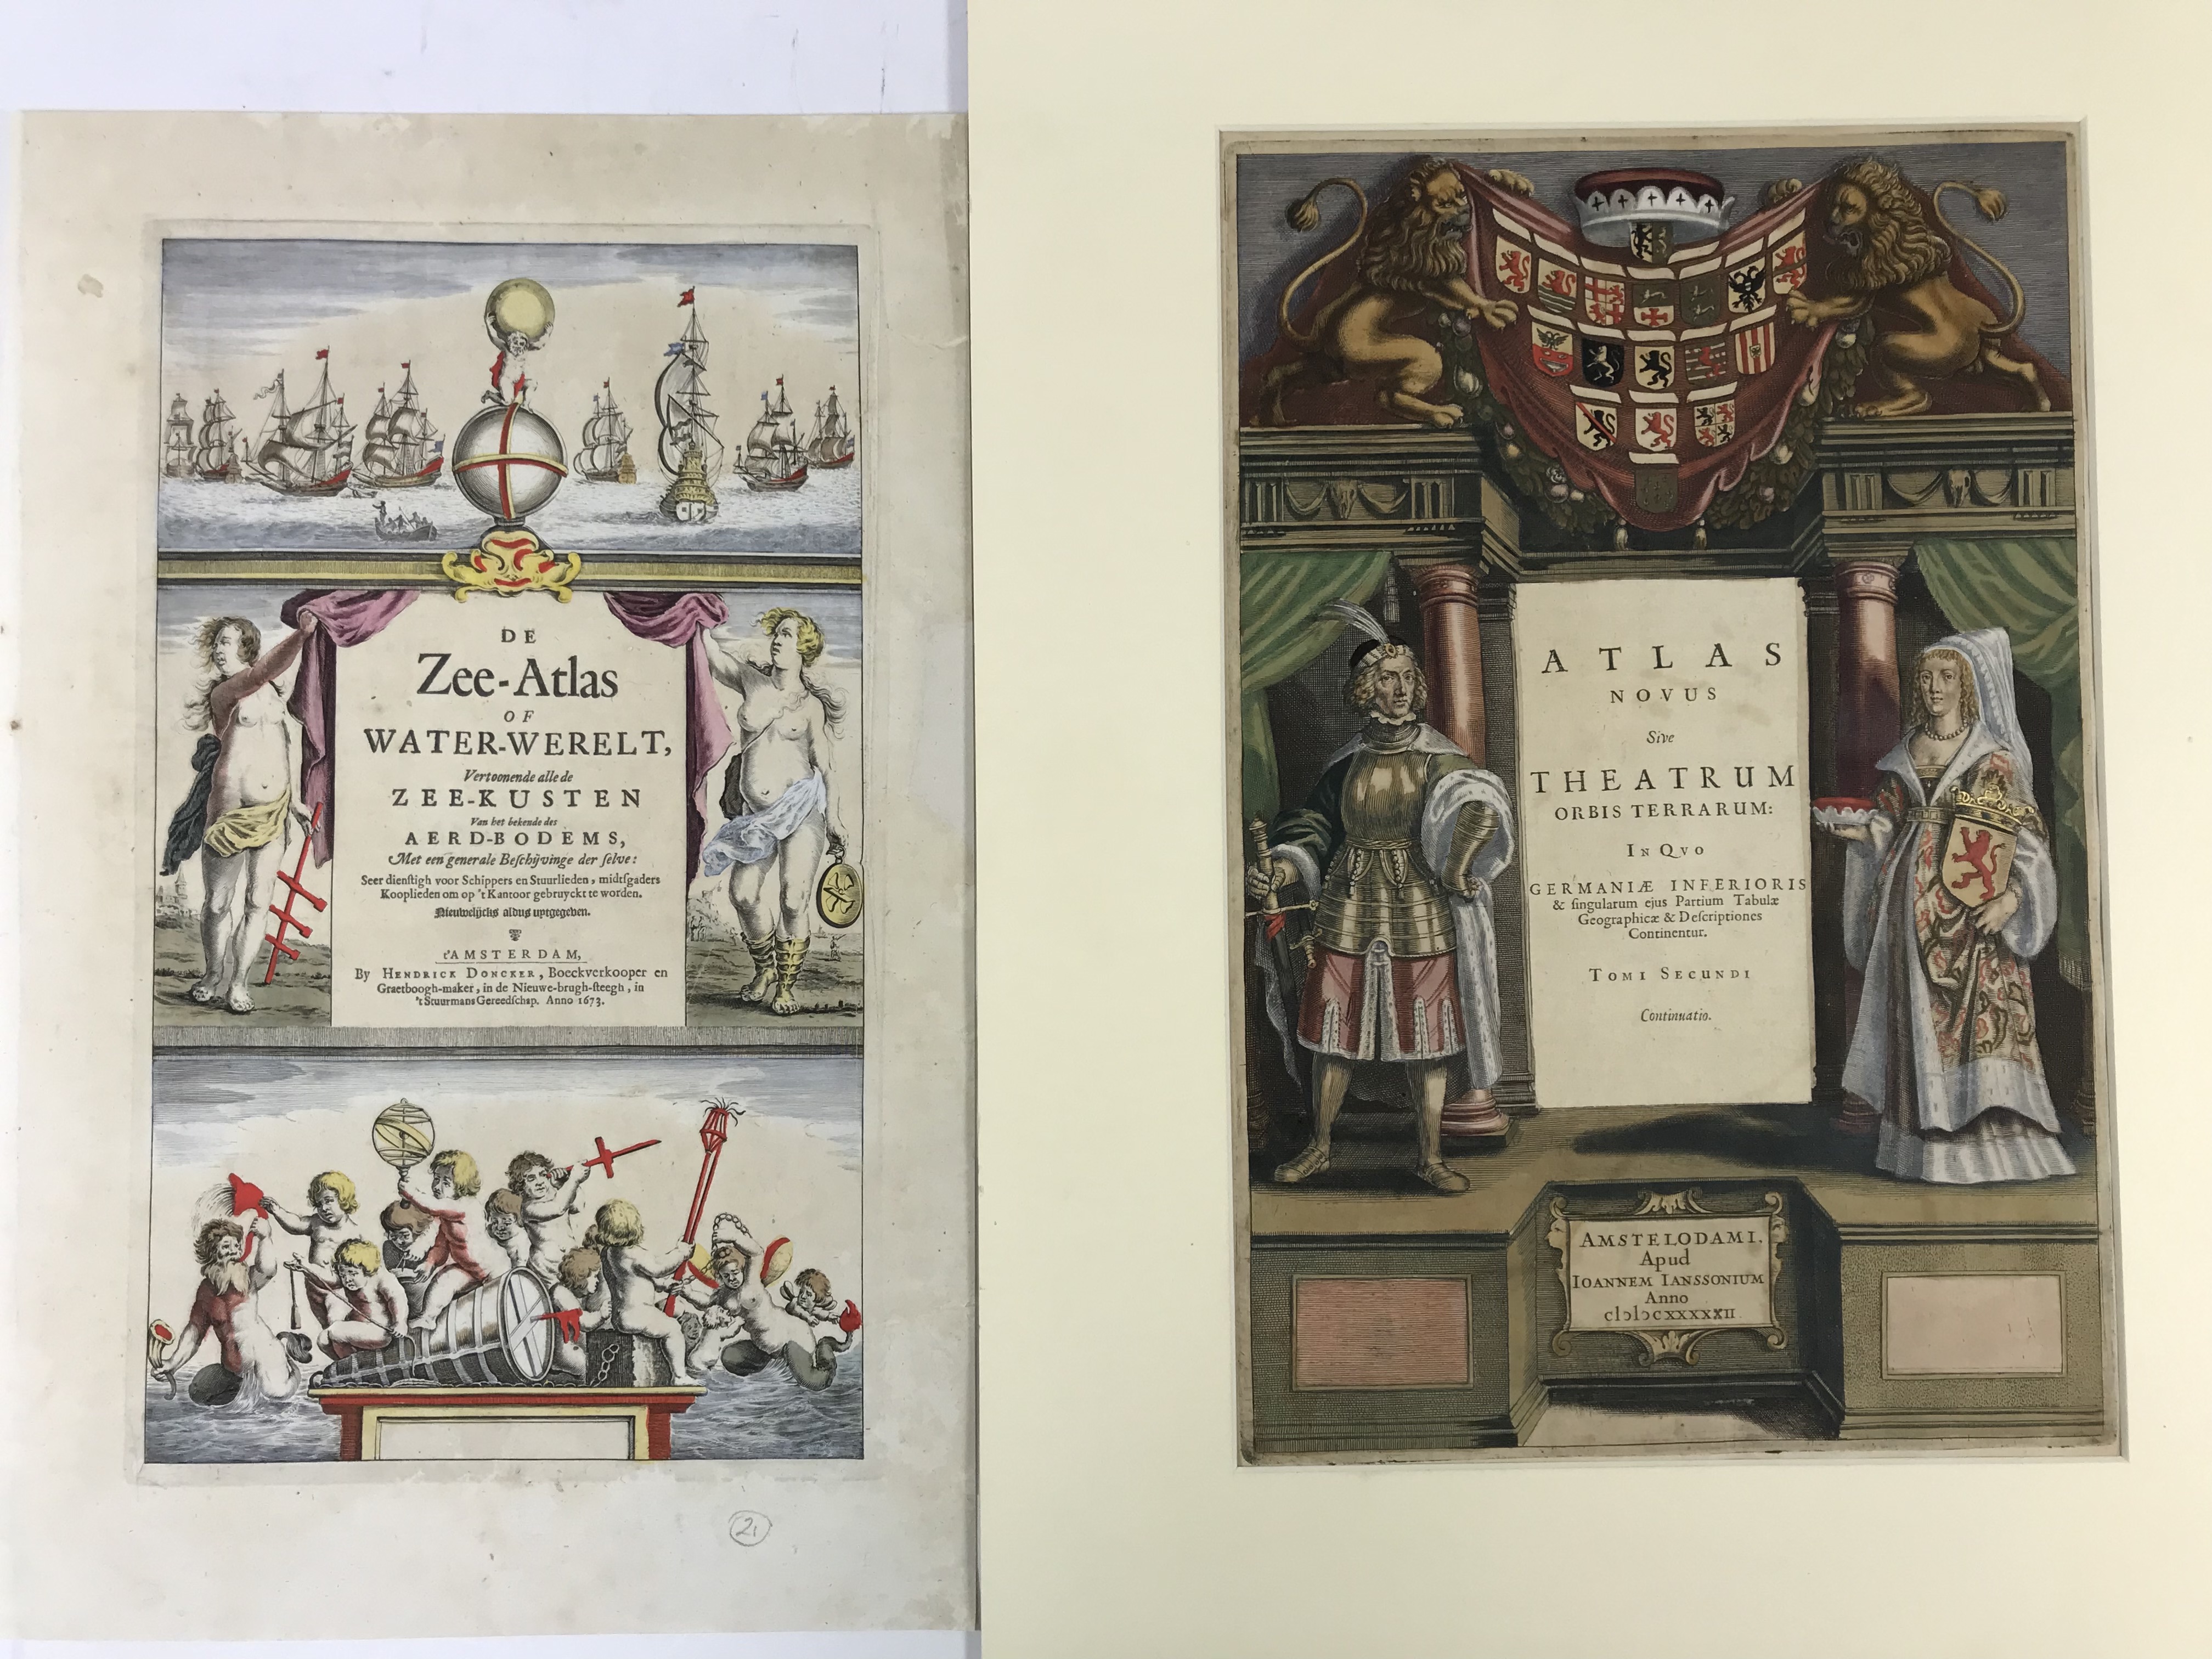 DE
Zee-Atlas
OF
WATER-WERELT,
Vertoonende alle de
ZEE-KUSTEN
Van het bekende des
AERD-BODEMS,
Met een generale Beſchijvinge der ſelve:
Seer dienſtigh voor Schippers en Stuurlieden, midtſgaders
Kooplieden om op 't Kantoor gebruyckt te worden.
Nieuwelijcks aldus uytgegeven.
t'AMSTERDAM,
By HENDRICK DONCKER, Boeckverkooper en
Graetboogh-maker, in de Nieuwe-brugh-ſteegh, in
't Stuurmans Gereedſchap. Anno 1673.
21
ATLAS
NOVUS
Sive
THEATRUM
ORBIS TERRARUM:
IN QVO
GERMANIÆ INFERIORIS
& ſingularum ejus Partium Tabulæ
Geographicæ & Deſcriptiones
Continentur.
TOMI SECUNDI
Continuatio.
AMSTELODAMI.
Apud
IOANNEM IANSSONIUM
Anno
cIↄIↄcXXXXXII